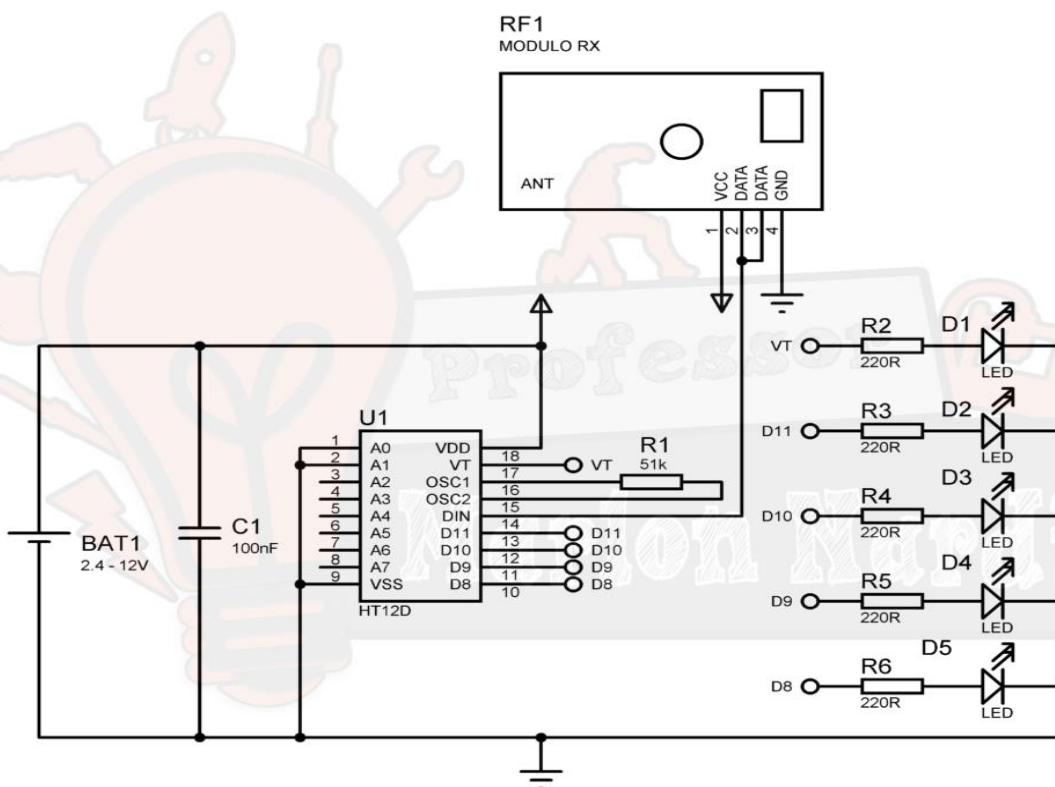 RF1
MODULO RX
ANT
VCC
DATA
DATA
GND
1
2
3
4
Professor
U1
1 A0 VDD 18
2 A1 VT 17 VT
3 A2 OSC1 16
4 A3 OSC2 15
5 A4 DIN 14
6 A5 D11 13 D11
7 A6 D10 12 D10
8 A7 D9 11 D9
9 VSS D8 10 D8
HT12D
R1
51k
BAT1
2.4 - 12V
C1
100nF
VT R2 D1
220R LED
D11 R3 D2
220R LED
D10 R4 D3
220R LED
D9 R5 D4
220R LED
D8 R6 D5
220R LED